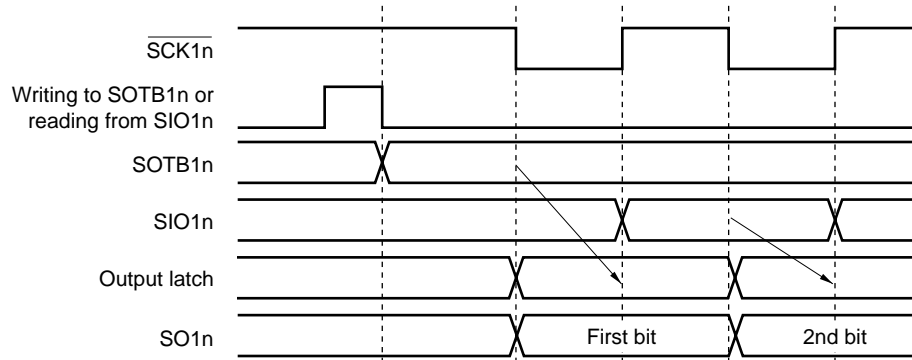 SCK1n
Writing to SOTB1n or
reading from SIO1n
SOTB1n
SIO1n
Output latch
SO1n
First bit
2nd bit